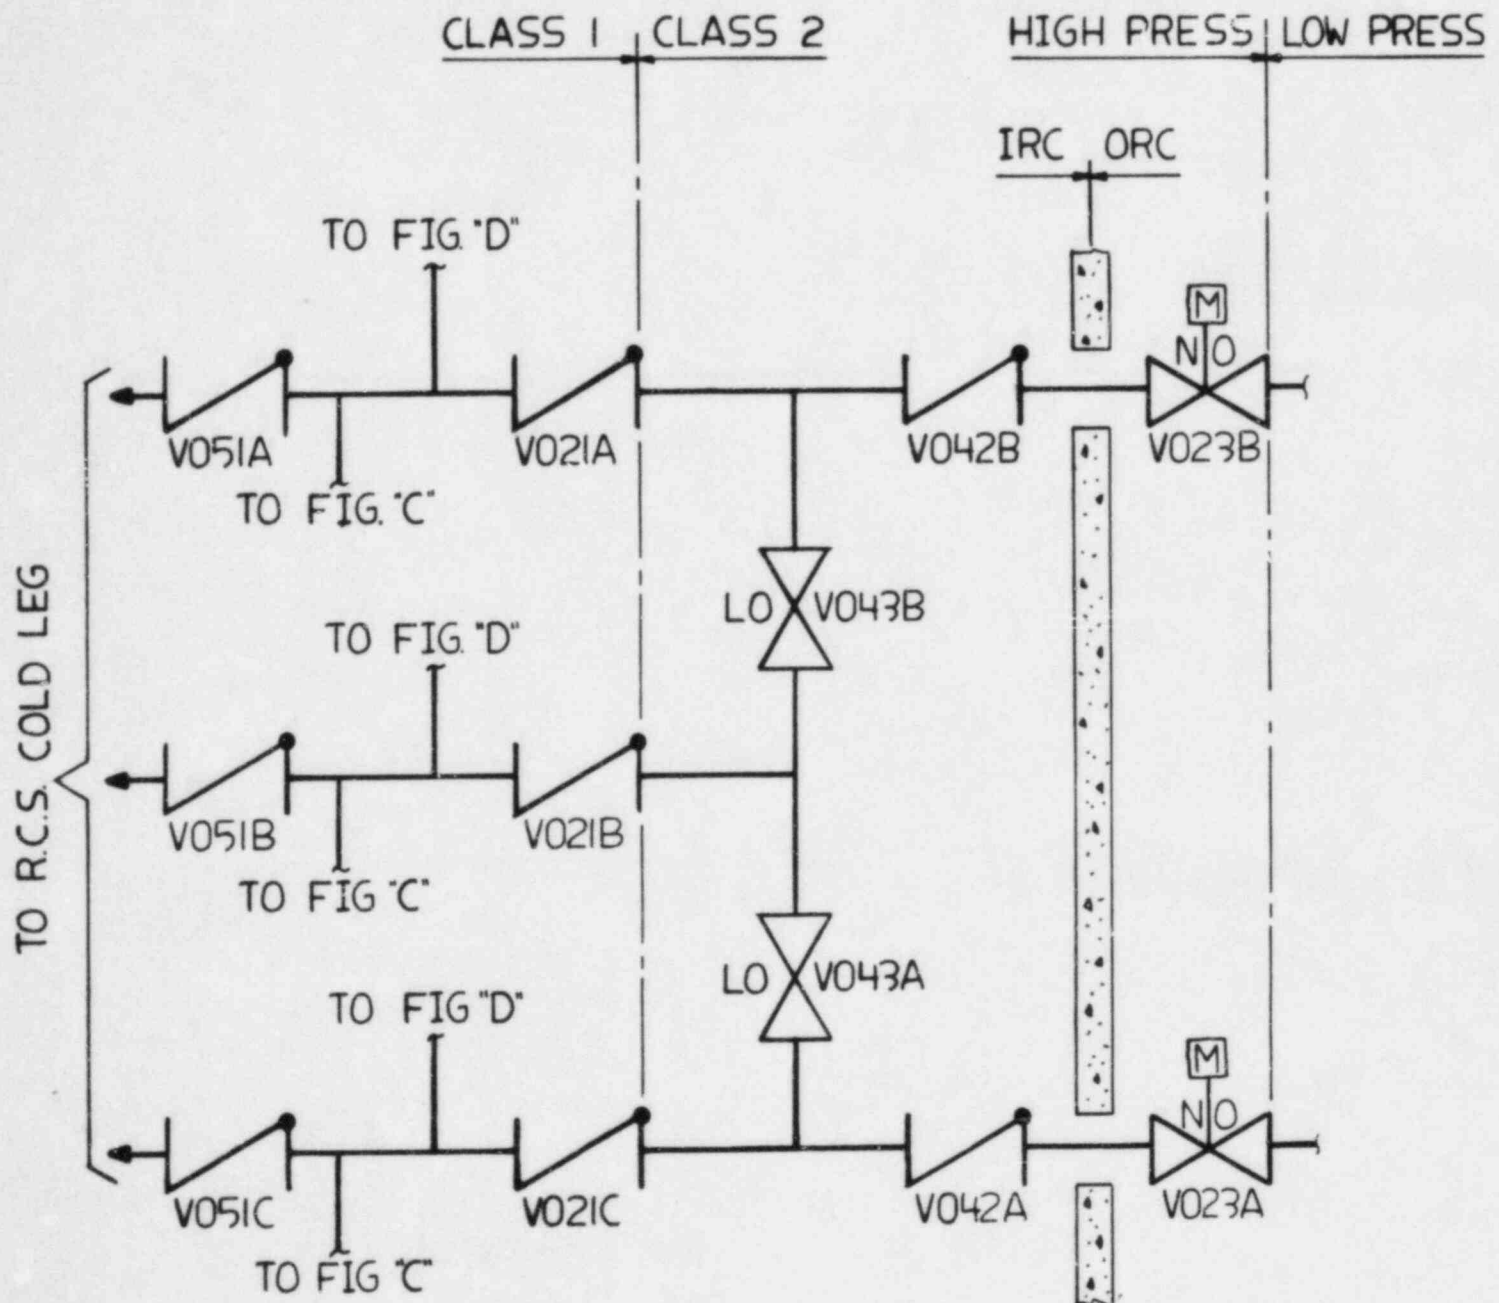 CLASS 1 CLASS 2
HIGH PRESS LOW PRESS
IRC ORC
TO FIG. "D"
M
N O
V051A
V021A
V042B
V023B
TO FIG. "C"
LO V043B
TO FIG. "D"
TO R.C.S. COLD LEG
V051B
V021B
TO FIG "C"
LO V043A
TO FIG "D"
M
N O
V051C
V021C
V042A
V023A
TO FIG "C"